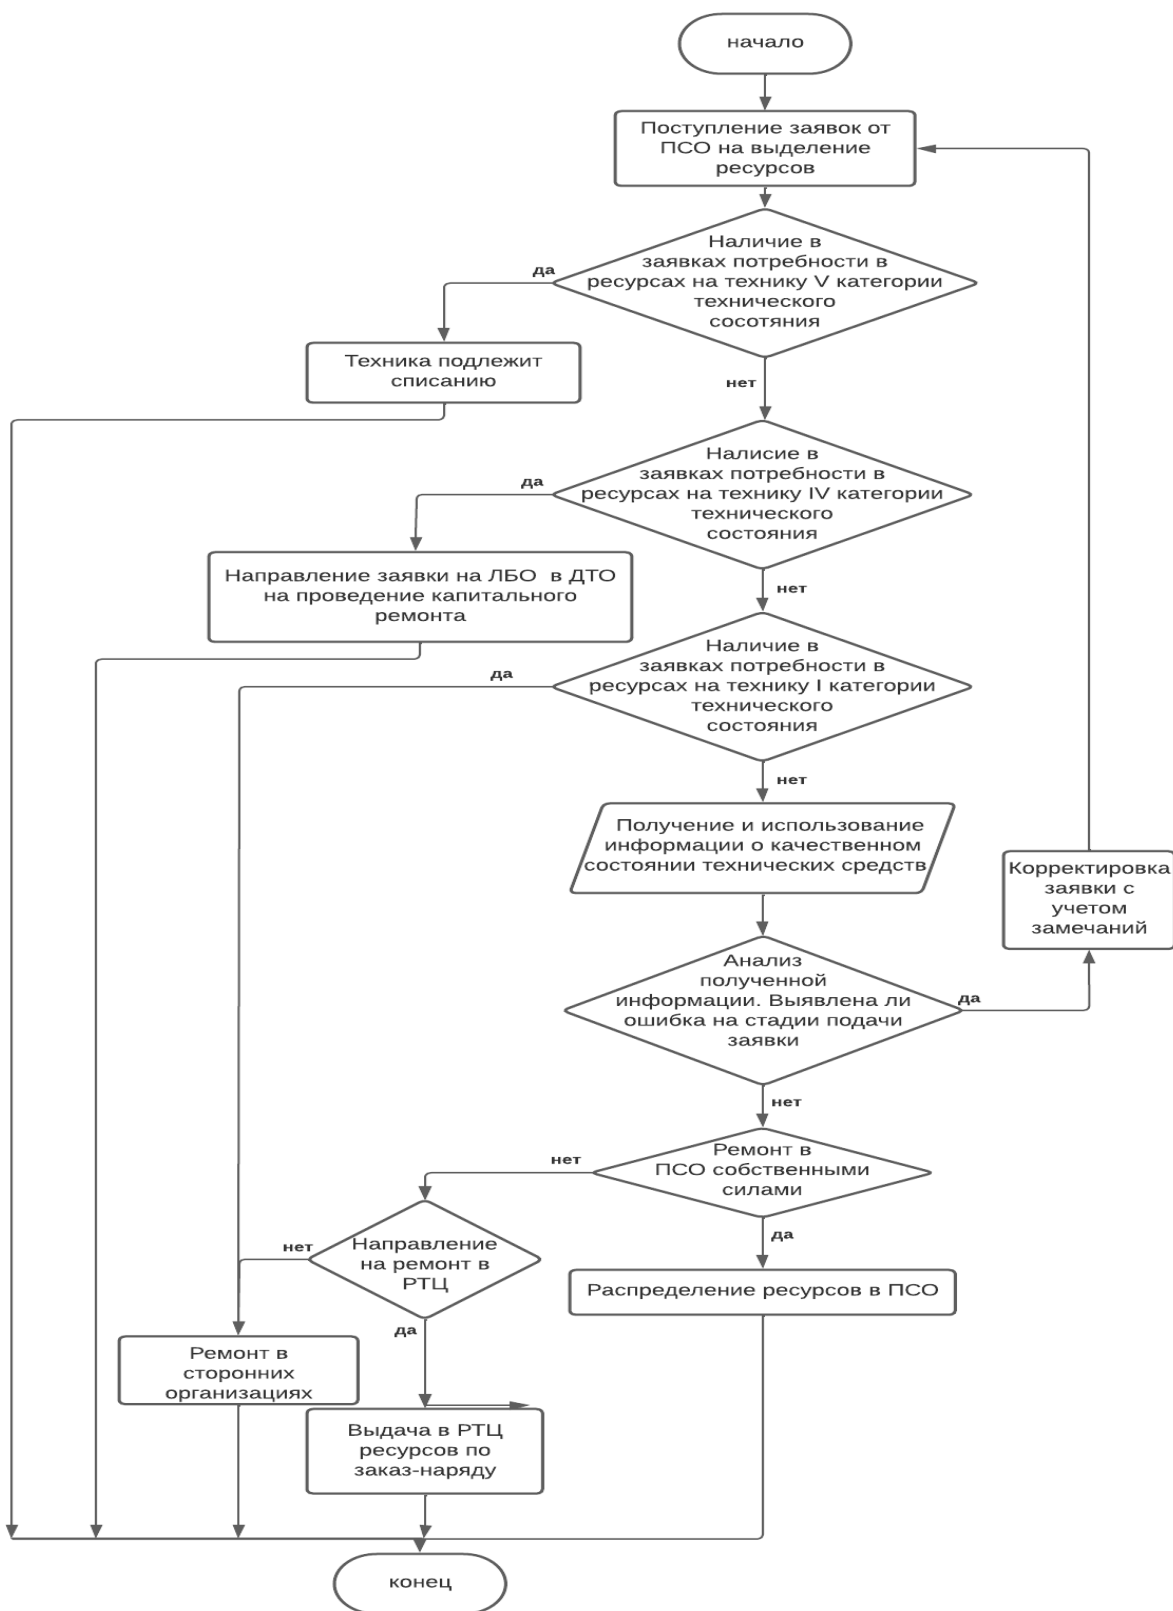 начало
Поступление заявок от
ПСО на выделение
ресурсов
Наличие в
заявках потребности в
ресурсах на технику V категории
технического
сосотяния
да
Техника подлежит
списанию
нет
Налисие в
заявках потребности в
ресурсах на технику IV категории
технического
состояния
да
Направление заявки на ЛБО в ДТО
на проведение капитального
ремонта
нет
Наличие в
заявках потребности в
ресурсах на технику I категории
технического
состояния
да
нет
Получение и использование
информации о качественном
состоянии технических средств
Корректировка
заявки с
учетом
замечаний
Анализ
полученной
информации. Выявлена ли
ошибка на стадии подачи
заявки
да
нет
Ремонт в
ПСО собственными
силами
нет
да
Направление
на ремонт в
РТЦ
нет
да
Распределение ресурсов в ПСО
Ремонт в
сторонних
организациях
Выдача в РТЦ
ресурсов по
заказ-наряду
конец